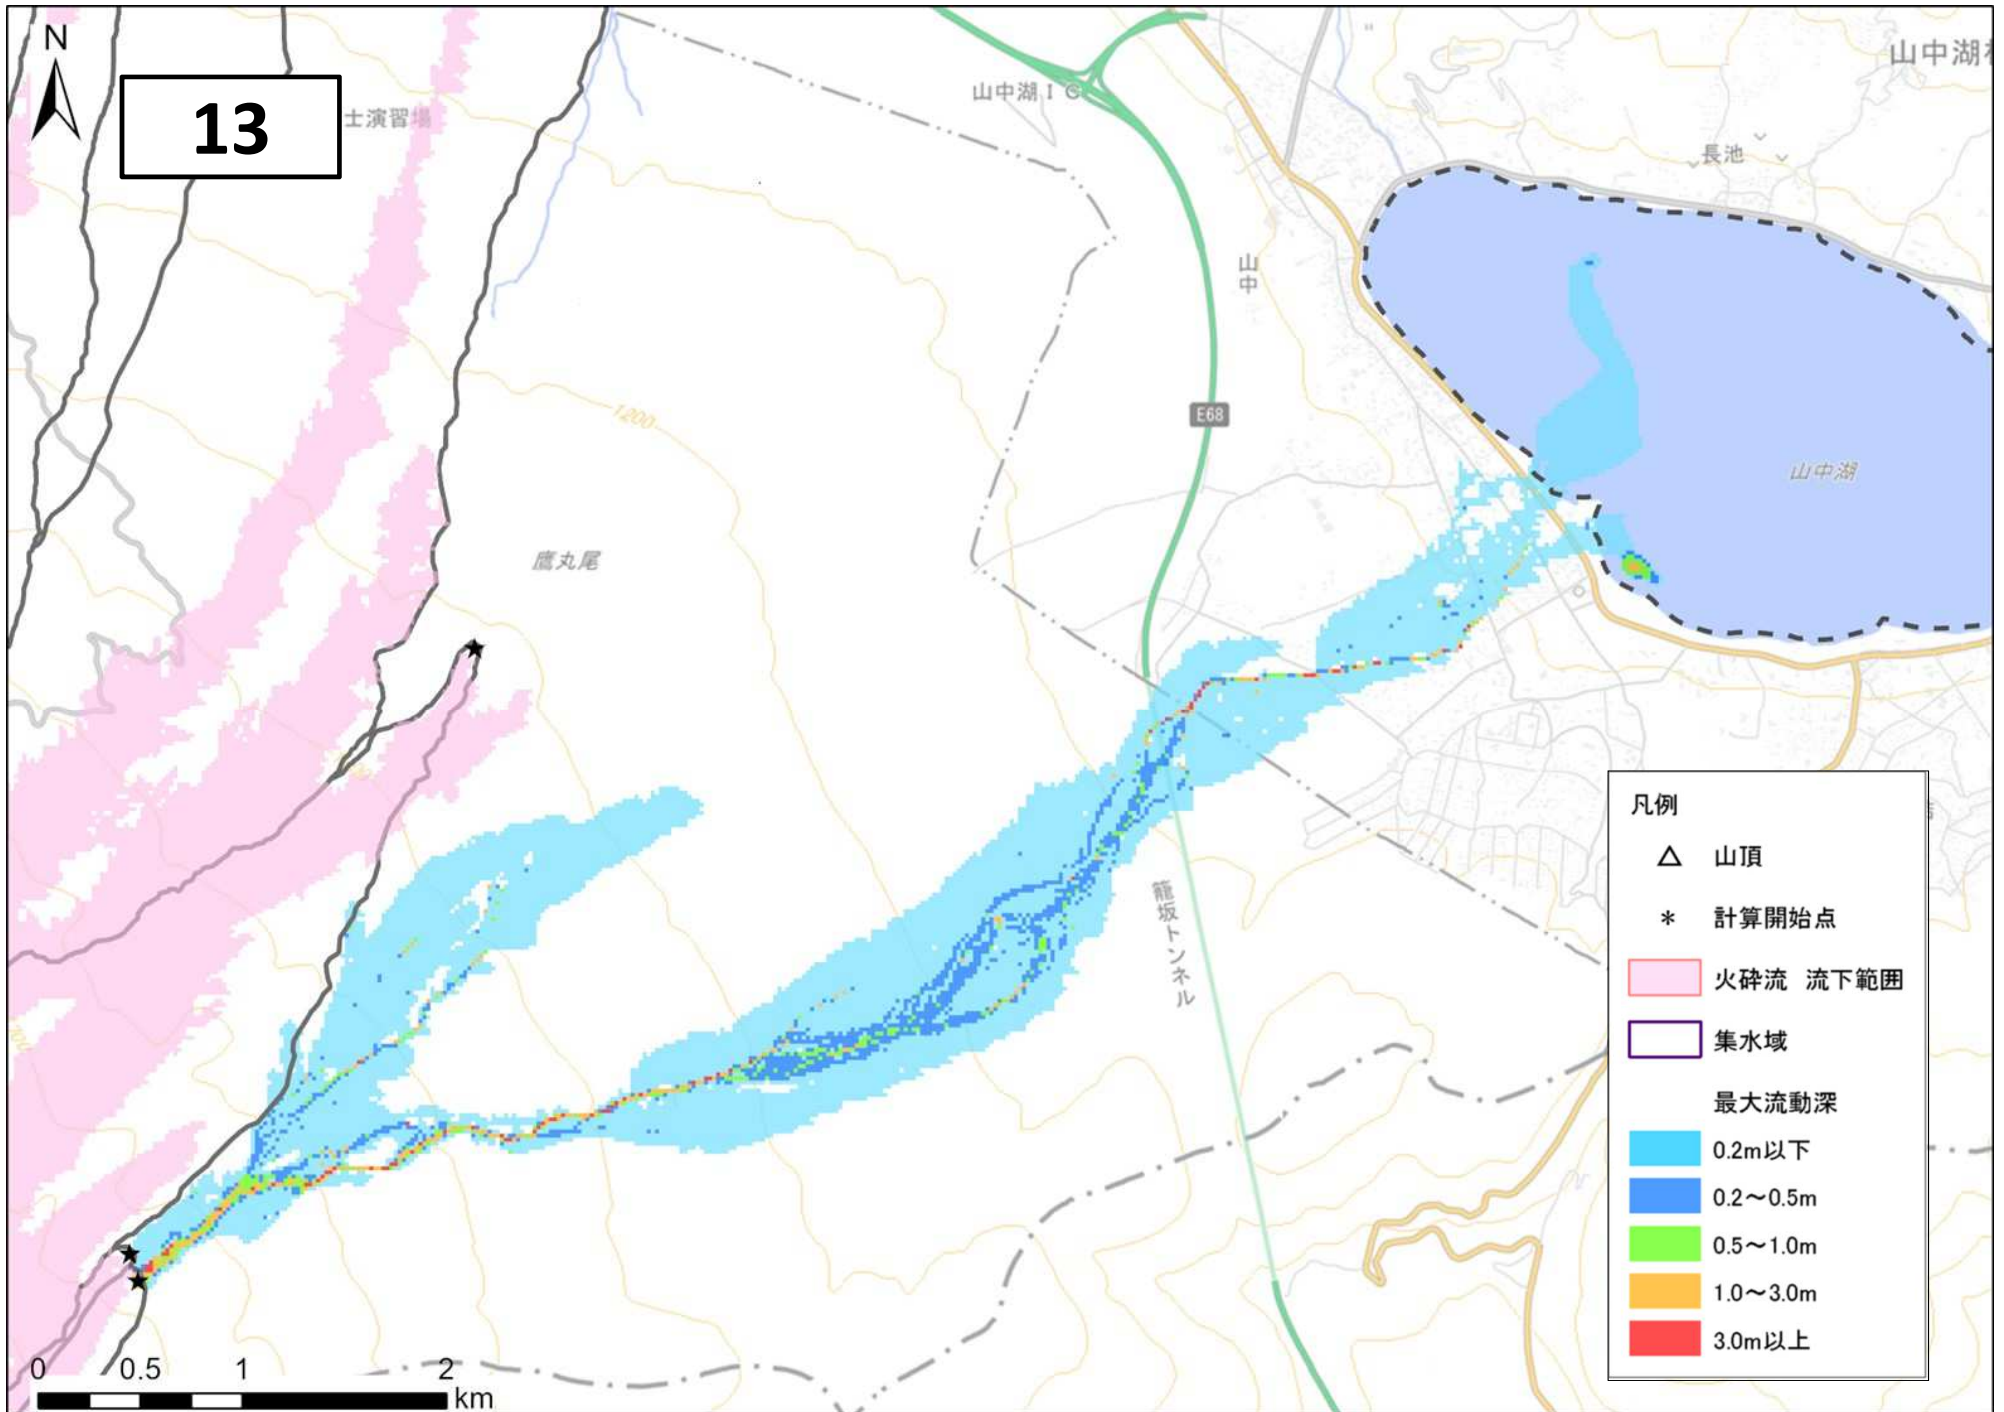 N
13
士演習場
山中湖ＩＣ
山中湖
長池
山中
1200
E68
山中湖
鷹丸尾
籠坂トンネル
凡例
山頂
計算開始点
火砕流 流下範囲
集水域
最大流動深
0.2m以下
0.2～0.5m
0.5～1.0m
1.0～3.0m
3.0m以上
0 0.5 1 2
km